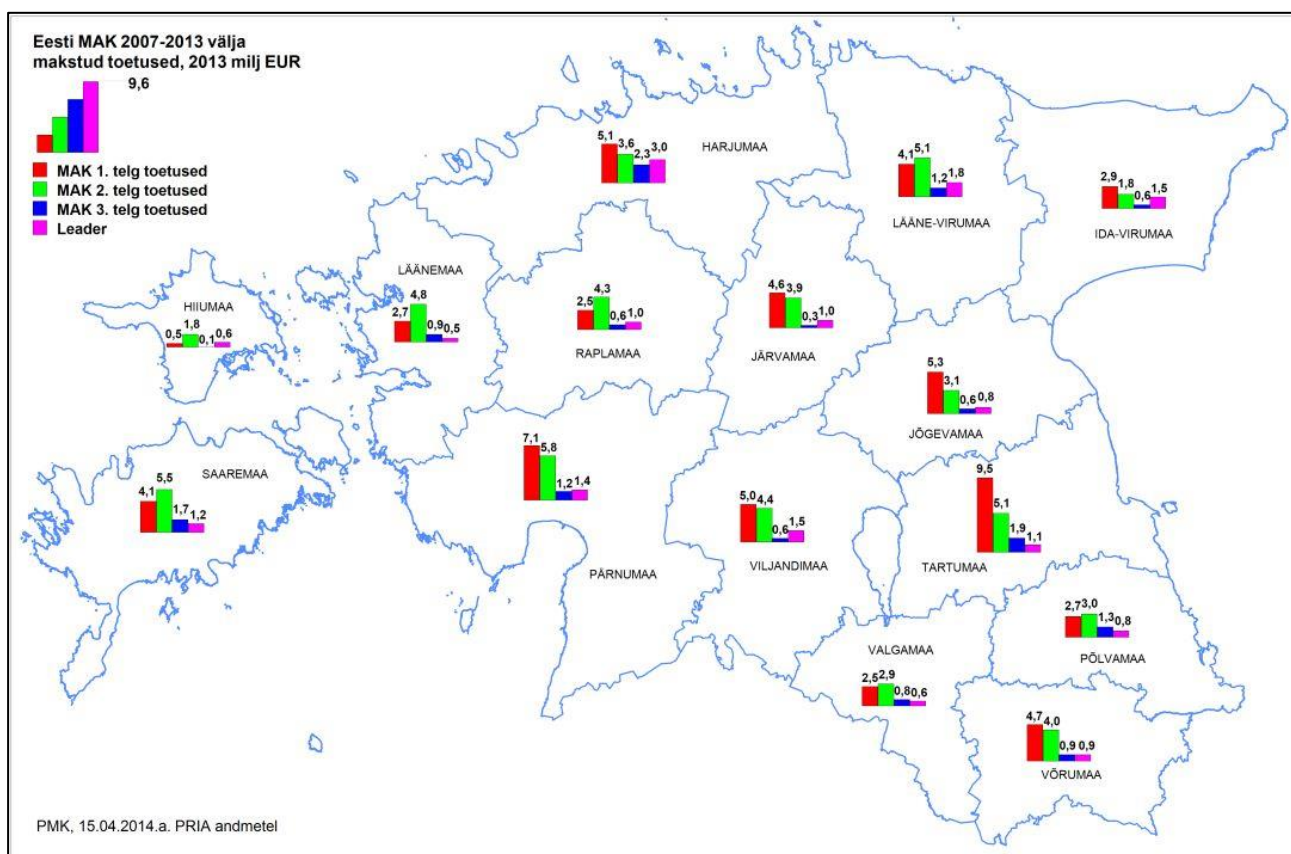 Eesti MAK 2007-2013 välja
makstud toetused, 2013 milj EUR
9,6
MAK 1. telg toetused
MAK 2. telg toetused
MAK 3. telg toetused
Leader
5,1 3,6 2,3 3,0
HARJUMAA
4,1 5,1 1,2 1,8
LÄÄNE-VIRUMAA
2,9 1,8 0,6 1,5
IDA-VIRUMAA
HIIUMAA
0,5 1,8 0,1 0,6
LÄÄNEMAA
2,7 4,8 0,9 0,5
2,5 4,3 0,6 1,0
RAPLAMAA
4,6 3,9 0,3 1,0
JÄRVAMAA
5,3 3,1 0,6 0,8
JÕGEVAMAA
SAAREMAA
4,1 5,5 1,7 1,2
7,1 5,8 1,2 1,4
PÄRNUMAA
5,0 4,4 0,6 1,5
VILJANDIMAA
9,5 5,1 1,9 1,1
TARTUMAA
2,7 3,0 1,3 0,8
PÕLVAMAA
VALGAMAA
2,5 2,9 0,8 0,6
4,7 4,0 0,9 0,9
VÕRUMAA
PMK, 15.04.2014.a. PRIA andmetel